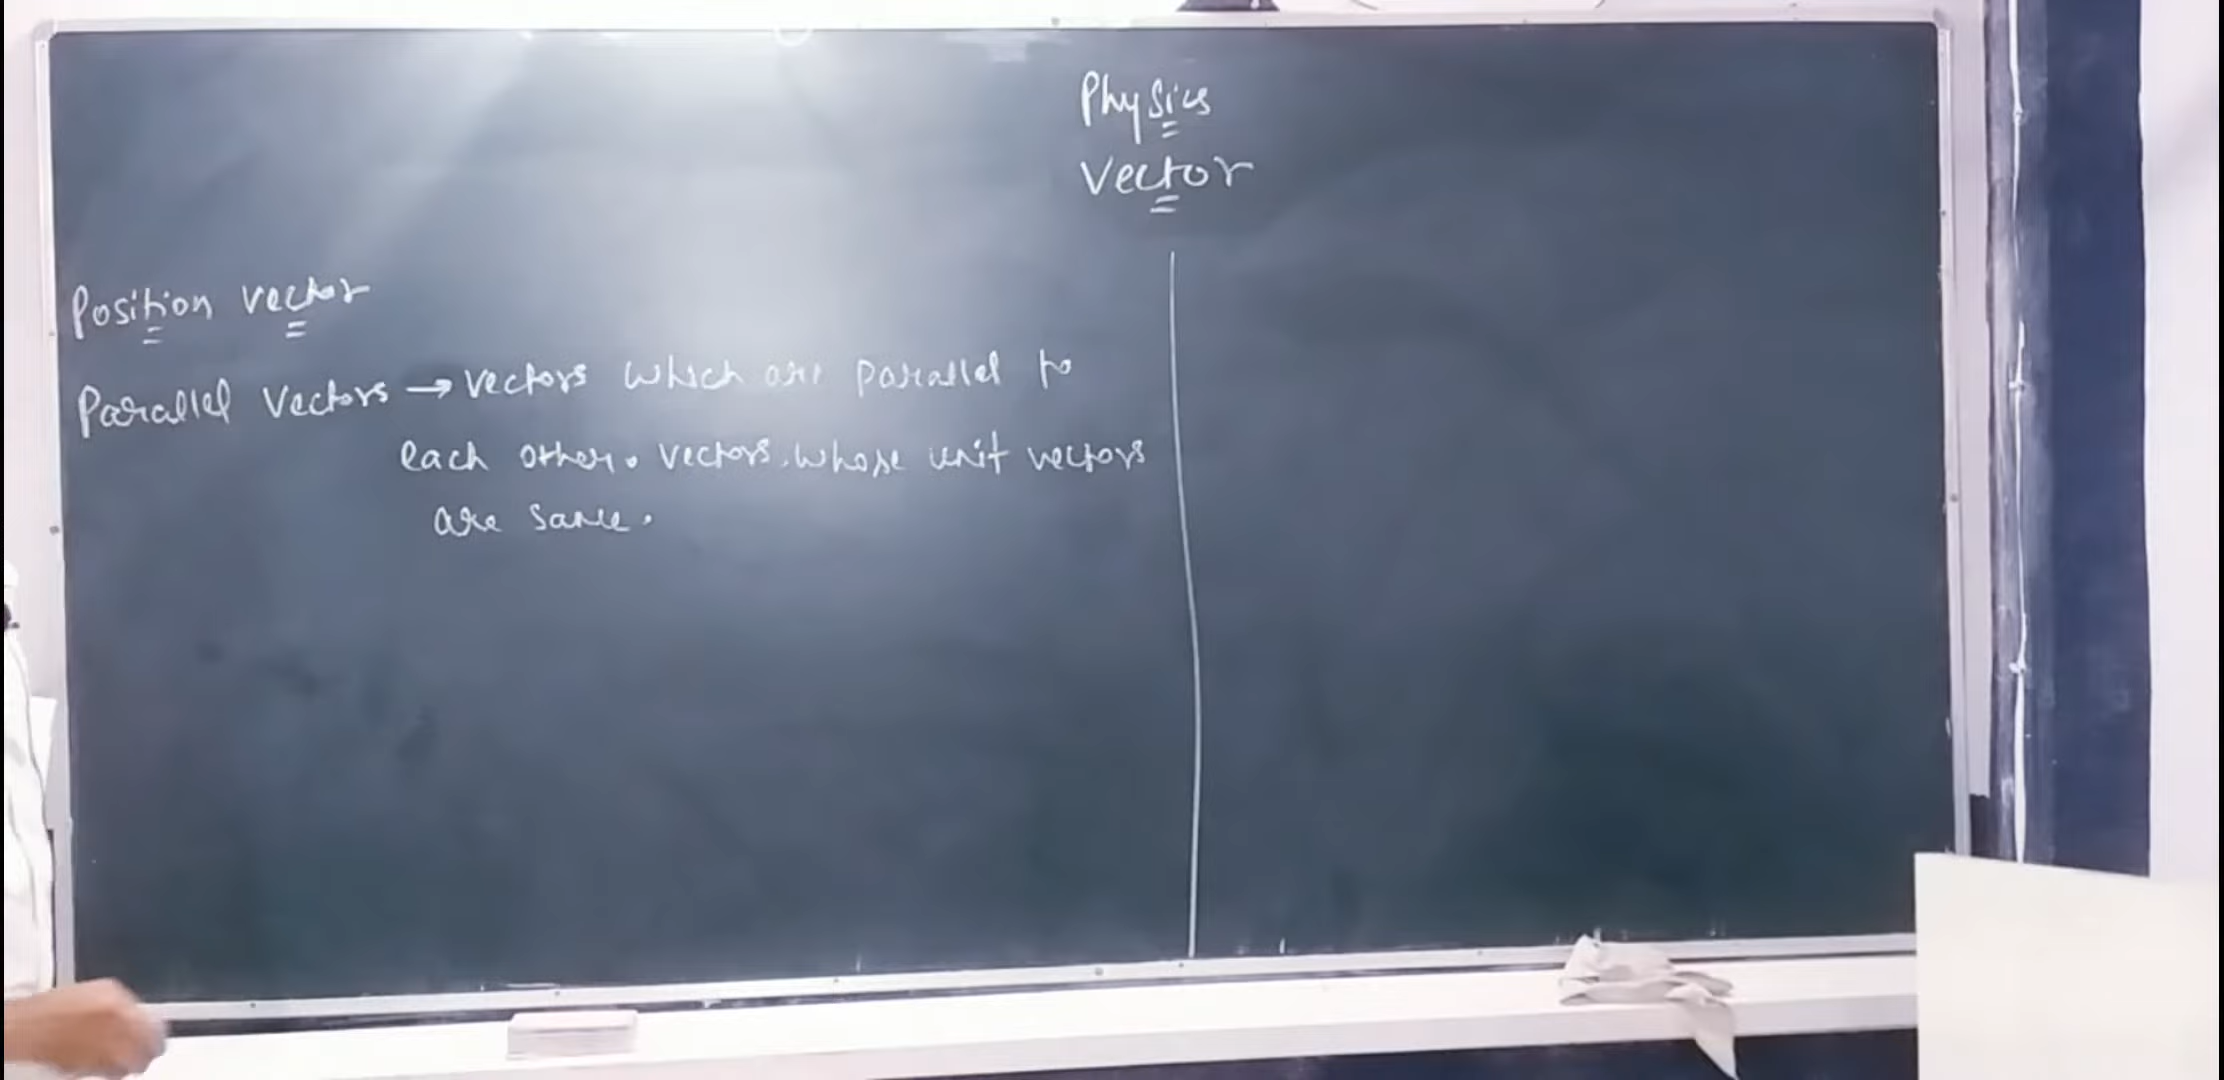 Physics
Vector
Position vector
Parallel Vectors → Vectors which are parallel to
each other. Vectors whose unit vectors
are same.